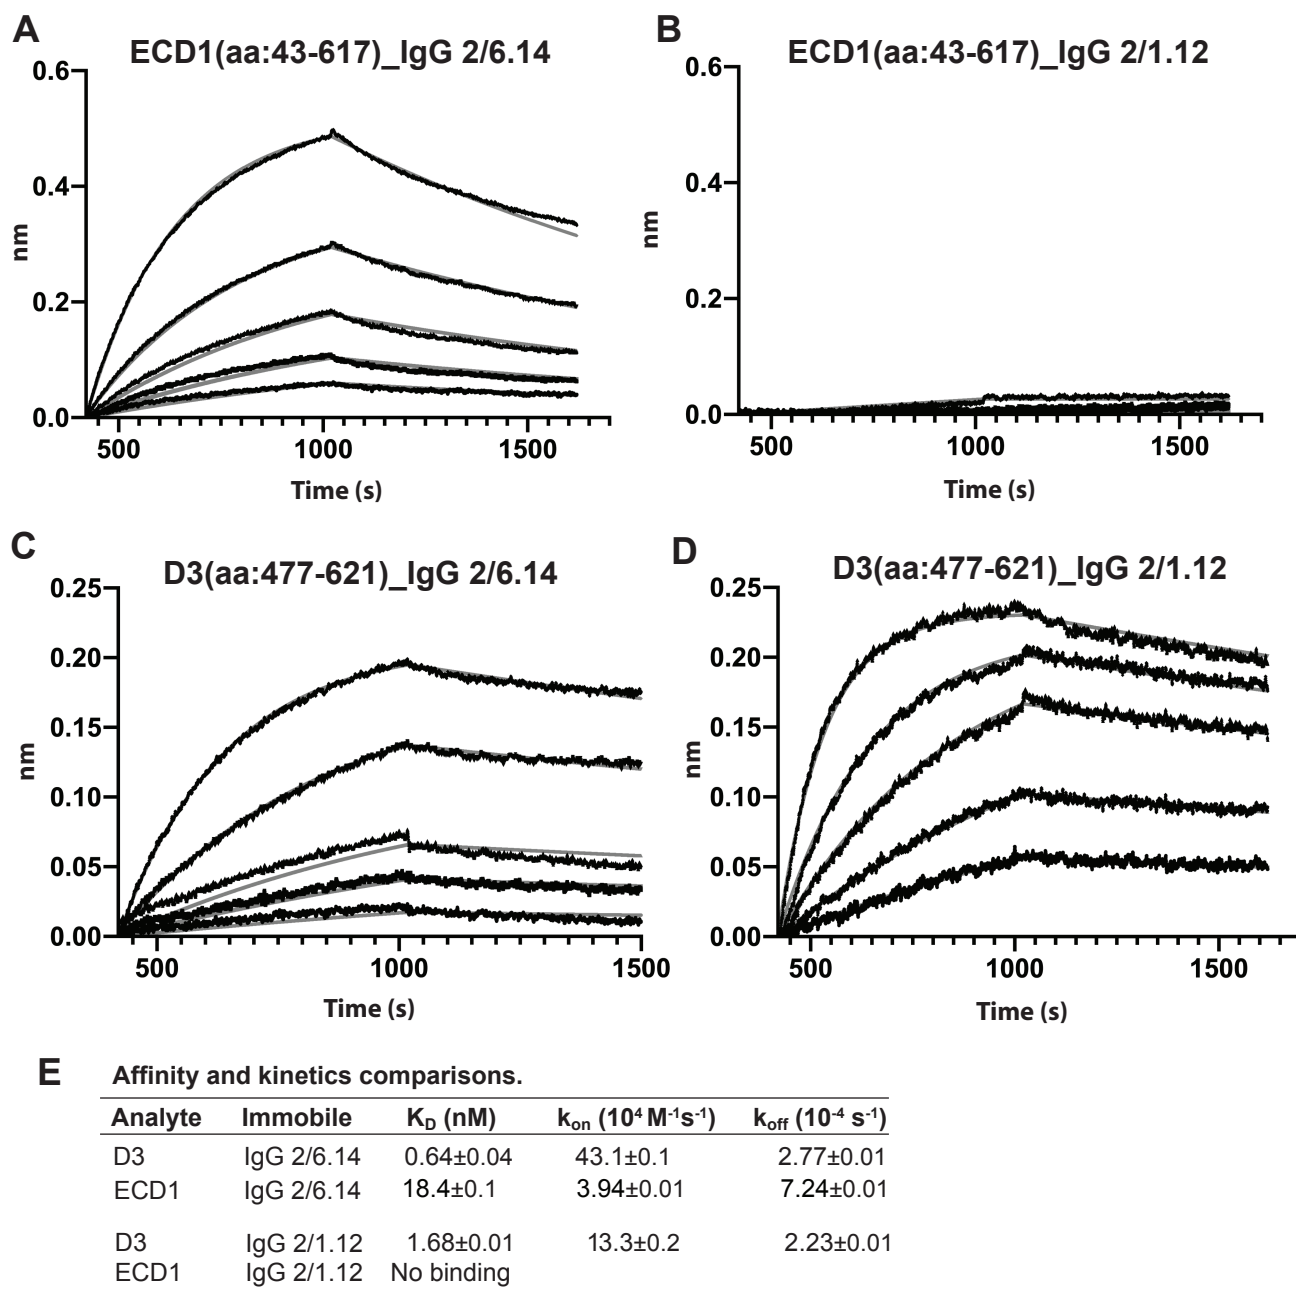 A
ECD1(aa:43-617)_IgG 2/6.14
0.6
0.4
0.2
0.0
nm
500 1000 1500
Time (s)
B
ECD1(aa:43-617)_IgG 2/1.12
0.6
0.4
0.2
0.0
nm
500 1000 1500
Time (s)
C
D3(aa:477-621)_IgG 2/6.14
0.25
0.20
0.15
0.10
0.05
0.00
nm
500 1000 1500
Time (s)
D
D3(aa:477-621)_IgG 2/1.12
0.25
0.20
0.15
0.10
0.05
0.00
nm
500 1000 1500
Time (s)
E Affinity and kinetics comparisons.
Analyte Immobile K_D (nM) k_on (10⁴ M⁻¹s⁻¹) k_off (10⁻⁴ s⁻¹)
D3 IgG 2/6.14 0.64±0.04 43.1±0.1 2.77±0.01
ECD1 IgG 2/6.14 18.4±0.1 3.94±0.01 7.24±0.01
D3 IgG 2/1.12 1.68±0.01 13.3±0.2 2.23±0.01
ECD1 IgG 2/1.12 No binding